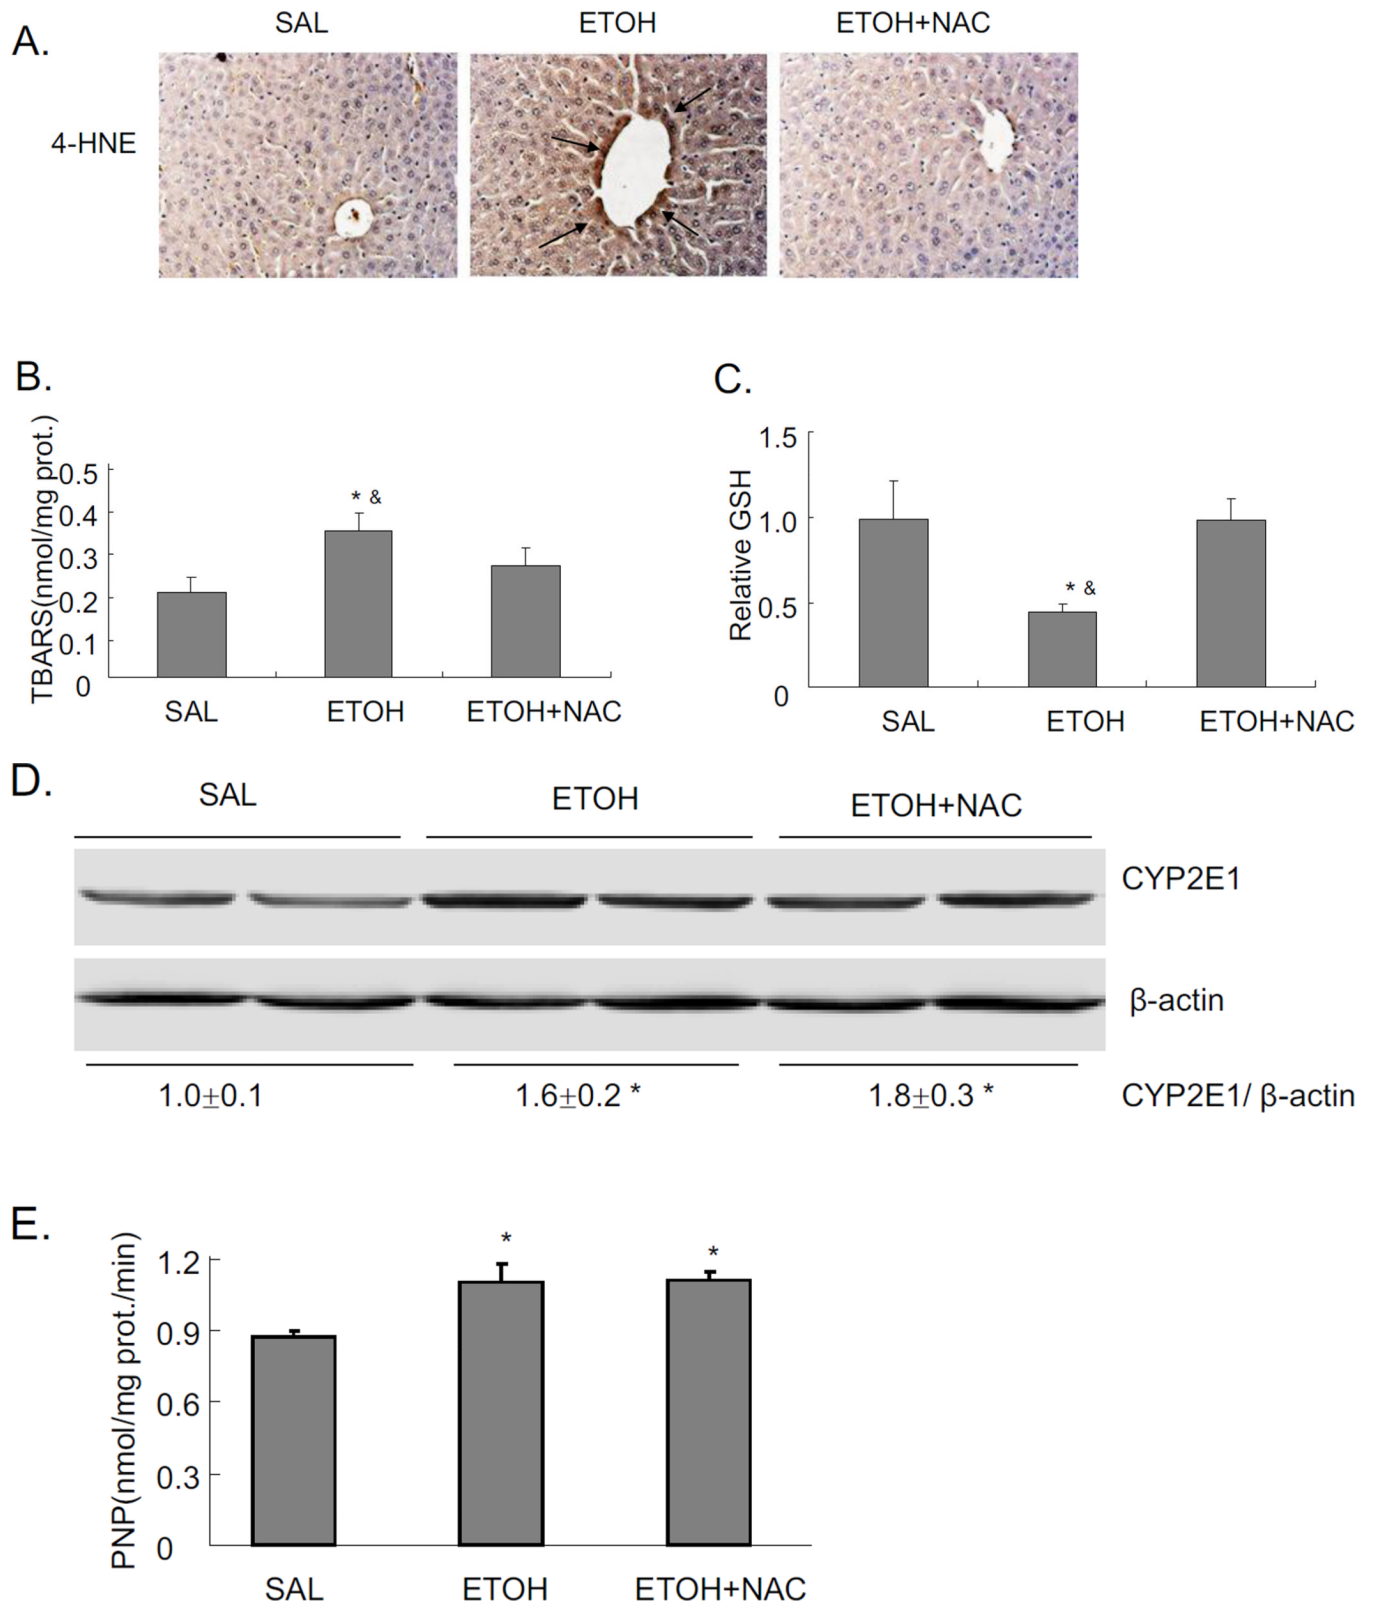 A.
SAL ETOH ETOH+NAC
4-HNE
B.
TBARS(nmol/mg prot.)
0.5
0.4
0.3
0.2
0.1
0
* &
SAL ETOH ETOH+NAC
C.
Relative GSH
1.5
1.0
0.5
0
* &
SAL ETOH ETOH+NAC
D.
SAL ETOH ETOH+NAC
CYP2E1
β-actin
1.0±0.1 1.6±0.2 * 1.8±0.3 * CYP2E1/ β-actin
E.
PNP(nmol/mg prot./min)
1.2
0.9
0.6
0.3
0
* *
SAL ETOH ETOH+NAC